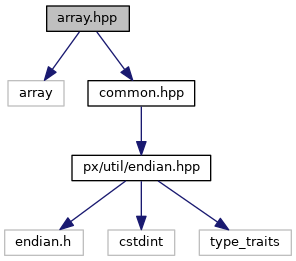 array.hpp
array
common.hpp
px/util/endian.hpp
endian.h
cstdint
type_traits